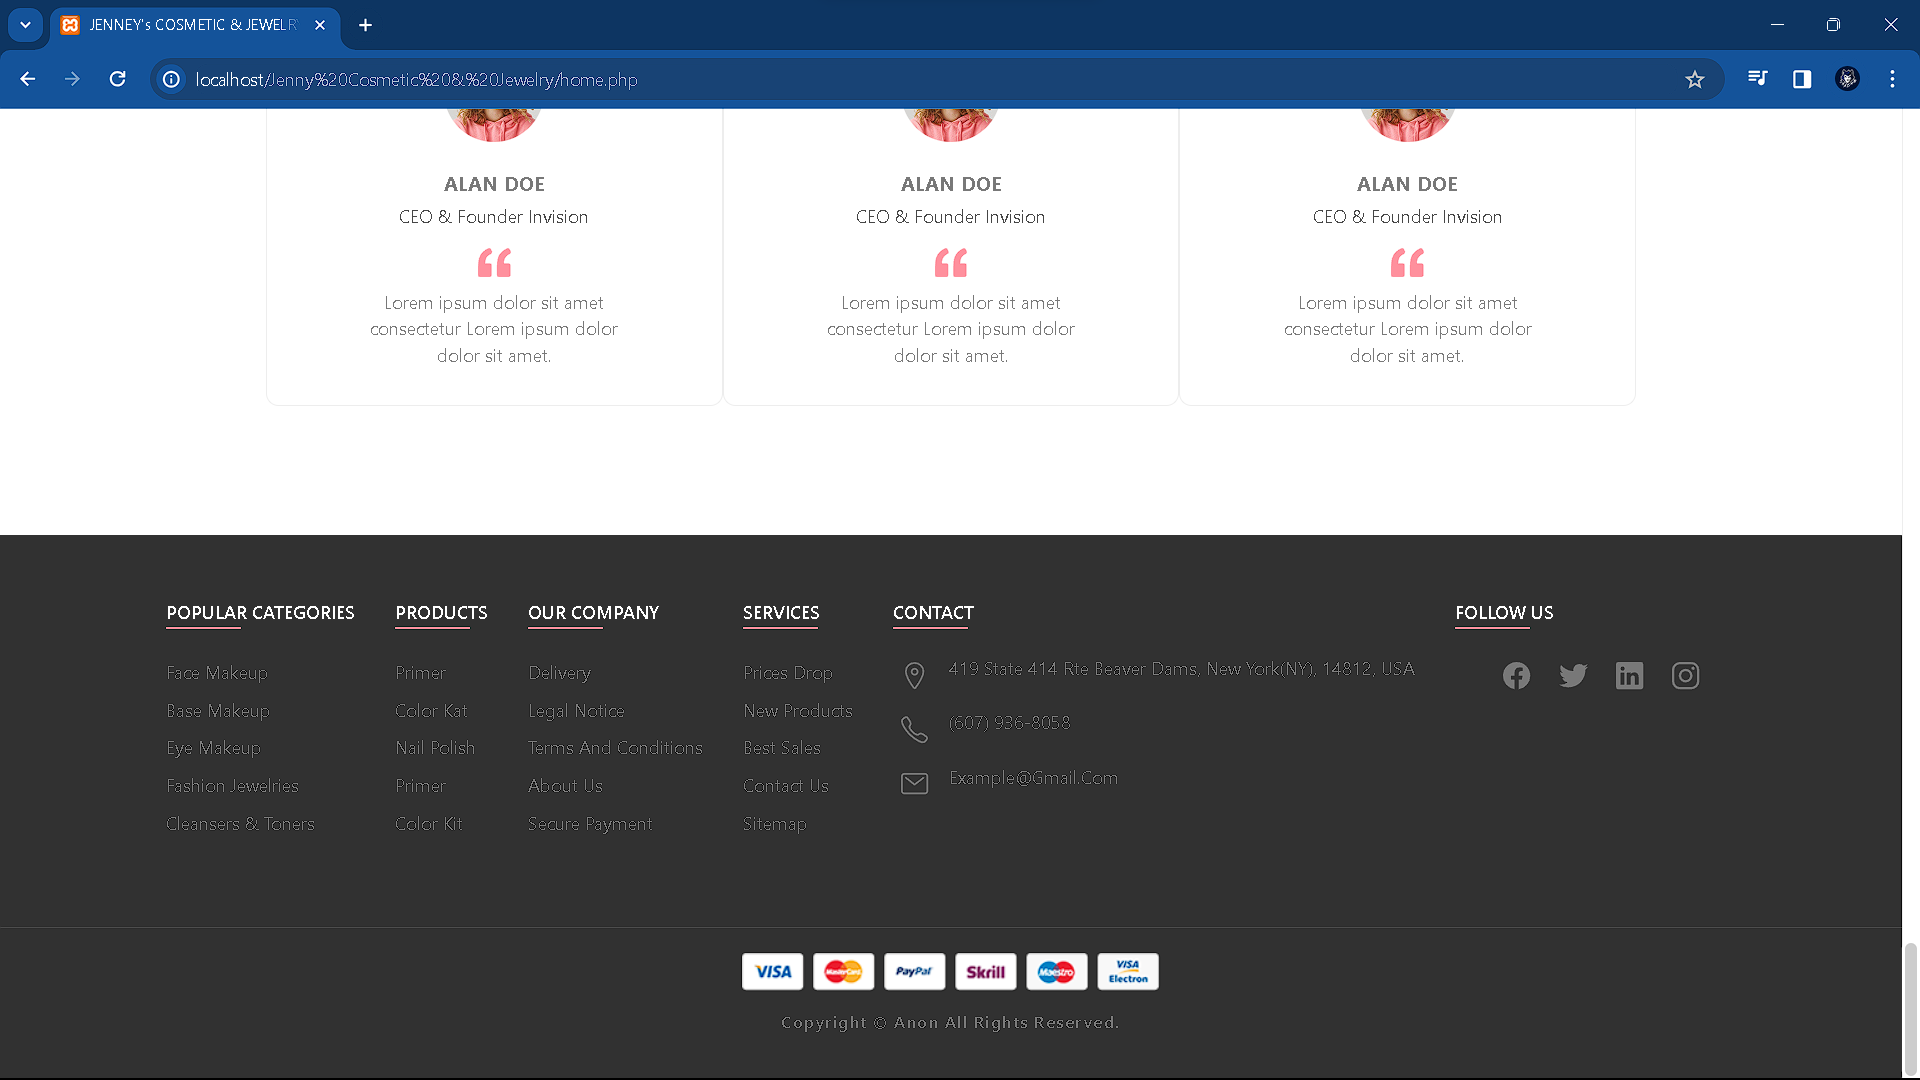 JENNEY's COSMETIC & JEWELR
localhost/Jenny%20Cosmetic%20&%20Jewelry/home.php
ALAN DOE ALAN DOE ALAN DOE
CEO & Founder Invision CEO & Founder Invision CEO & Founder Invision
Lorem ipsum dolor sit amet Lorem ipsum dolor sit amet Lorem ipsum dolor sit amet
consectetur Lorem ipsum dolor consectetur Lorem ipsum dolor consectetur Lorem ipsum dolor
dolor sit amet. dolor sit amet. dolor sit amet.
POPULAR CATEGORIES
Face Makeup
Base Makeup
Eye Makeup
Fashion Jewelries
Cleansers & Toners
PRODUCTS
Primer
Color Kat
Nail Polish
Primer
Color Kit
OUR COMPANY
Delivery
Legal Notice
Terms And Conditions
About Us
Secure Payment
SERVICES
Prices Drop
New Products
Best Sales
Contact Us
Sitemap
CONTACT
419 State 414 Rte Beaver Dams, New York(NY), 14812, USA
(607) 936-8058
Example@Gmail.Com
FOLLOW US
VISA MasterCard PayPal Skrill Maestro VISA Electron
Copyright © Anon All Rights Reserved.